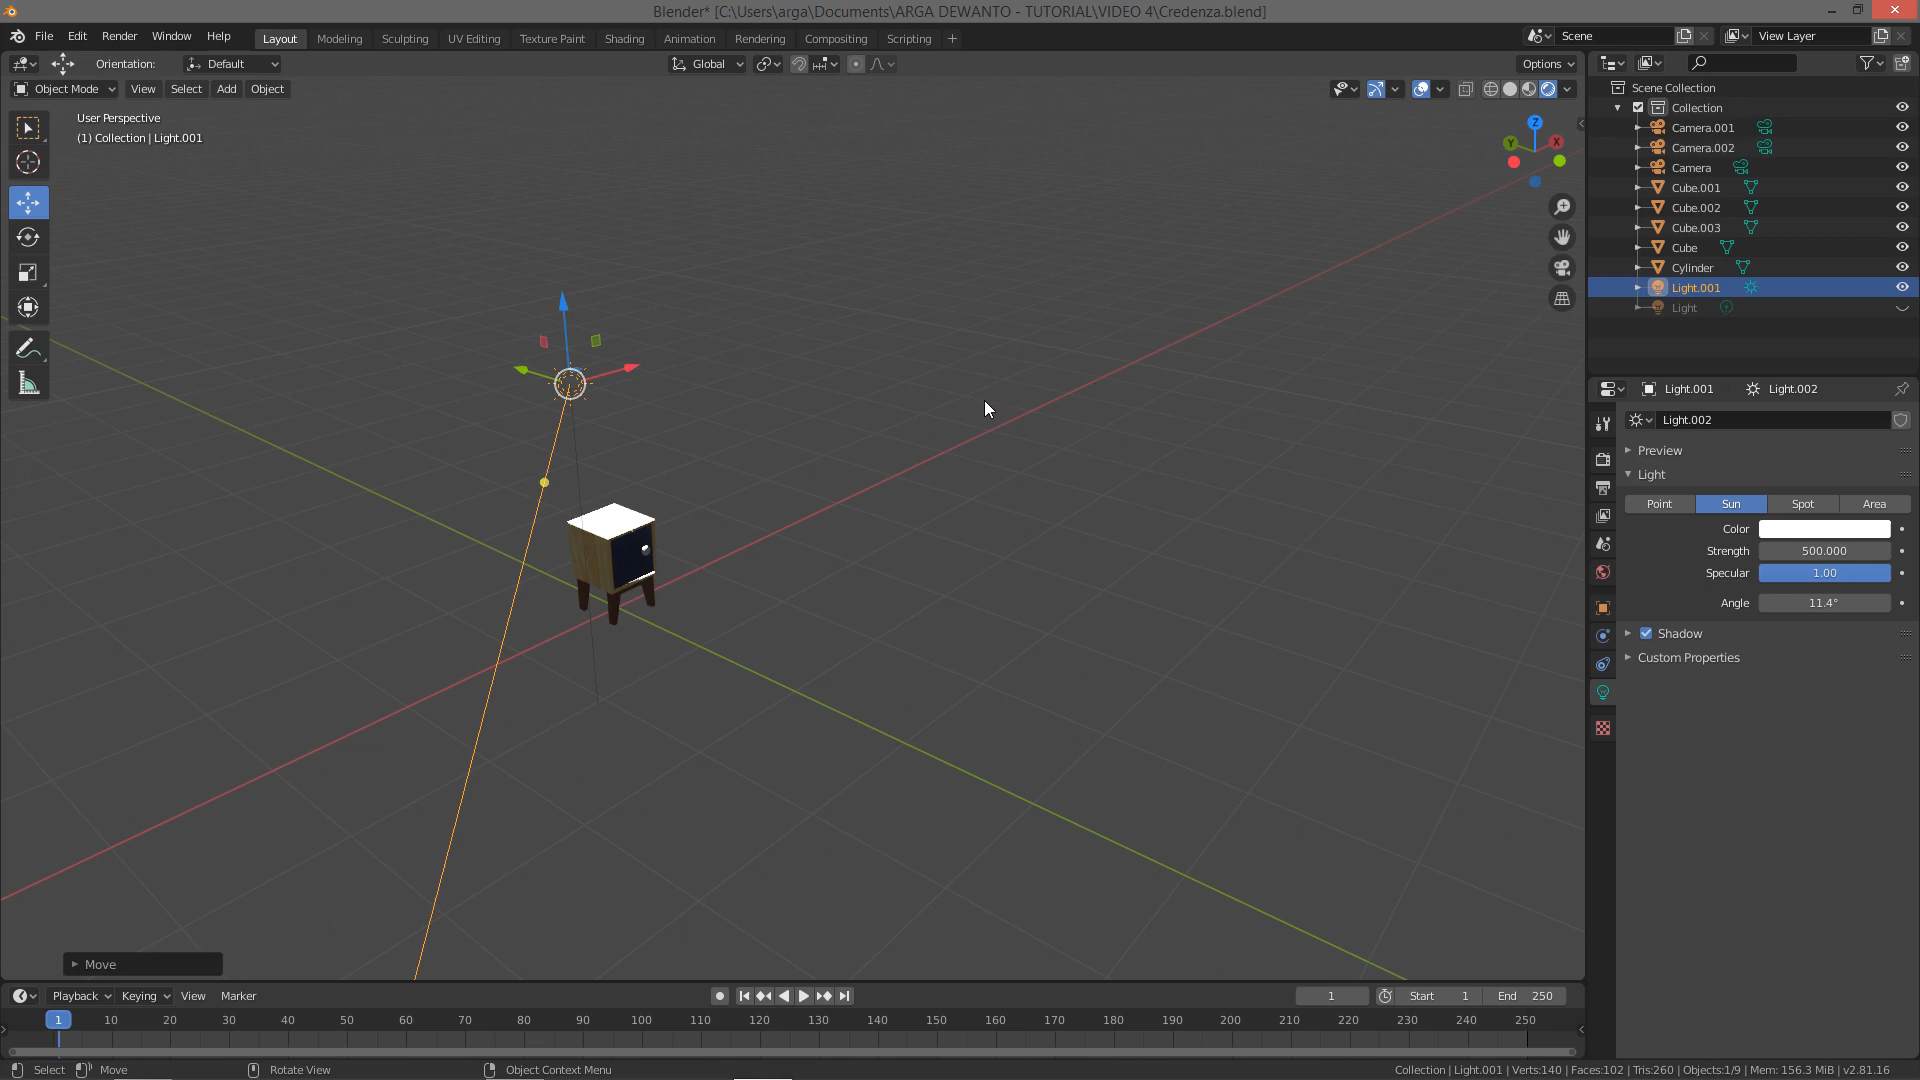 Blender* [C:\Users\arga\Documents\ARGA DEWANTO - TUTORIAL\VIDEO 4\Credenza.blend]
File Edit Render Window Help Layout Modeling Sculpting UV Editing Texture Paint Shading Animation Rendering Compositing Scripting + Scene View Layer
Orientation: Default Global Options
Object Mode View Select Add Object
User Perspective
(1) Collection | Light.001
Z
Y
X
Scene Collection
Collection
Camera.001
Camera.002
Camera
Cube.001
Cube.002
Cube.003
Cube
Cylinder
Light.001
Light
Light.001 Light.002
Light.002
Preview
Light
Point Sun Spot Area
Color
Strength 500.000
Specular 1.00
Angle 11.4°
Shadow
Custom Properties
Move
Playback Keying View Marker 1 Start 1 End 250
1 10 20 30 40 50 60 70 80 90 100 110 120 130 140 150 160 170 180 190 200 210 220 230 240 250
Select Move Rotate View Object Context Menu Collection | Light.001 | Verts:140 | Faces:102 | Tris:260 | Objects:1/9 | Mem: 156.3 MiB | v2.81.16